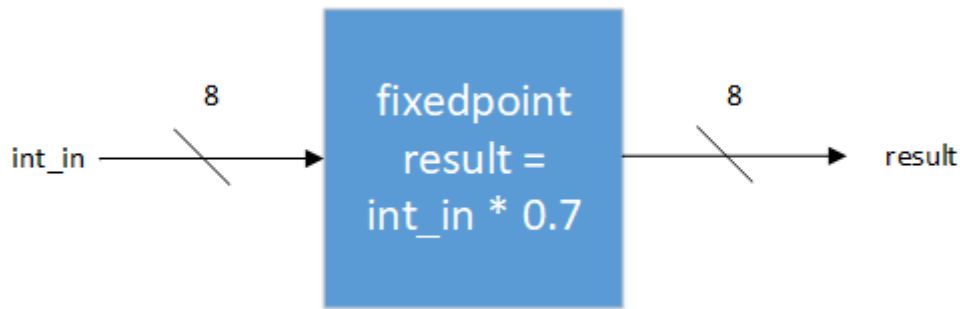 8
8
int_in
fixedpoint
result =
int_in * 0.7
result